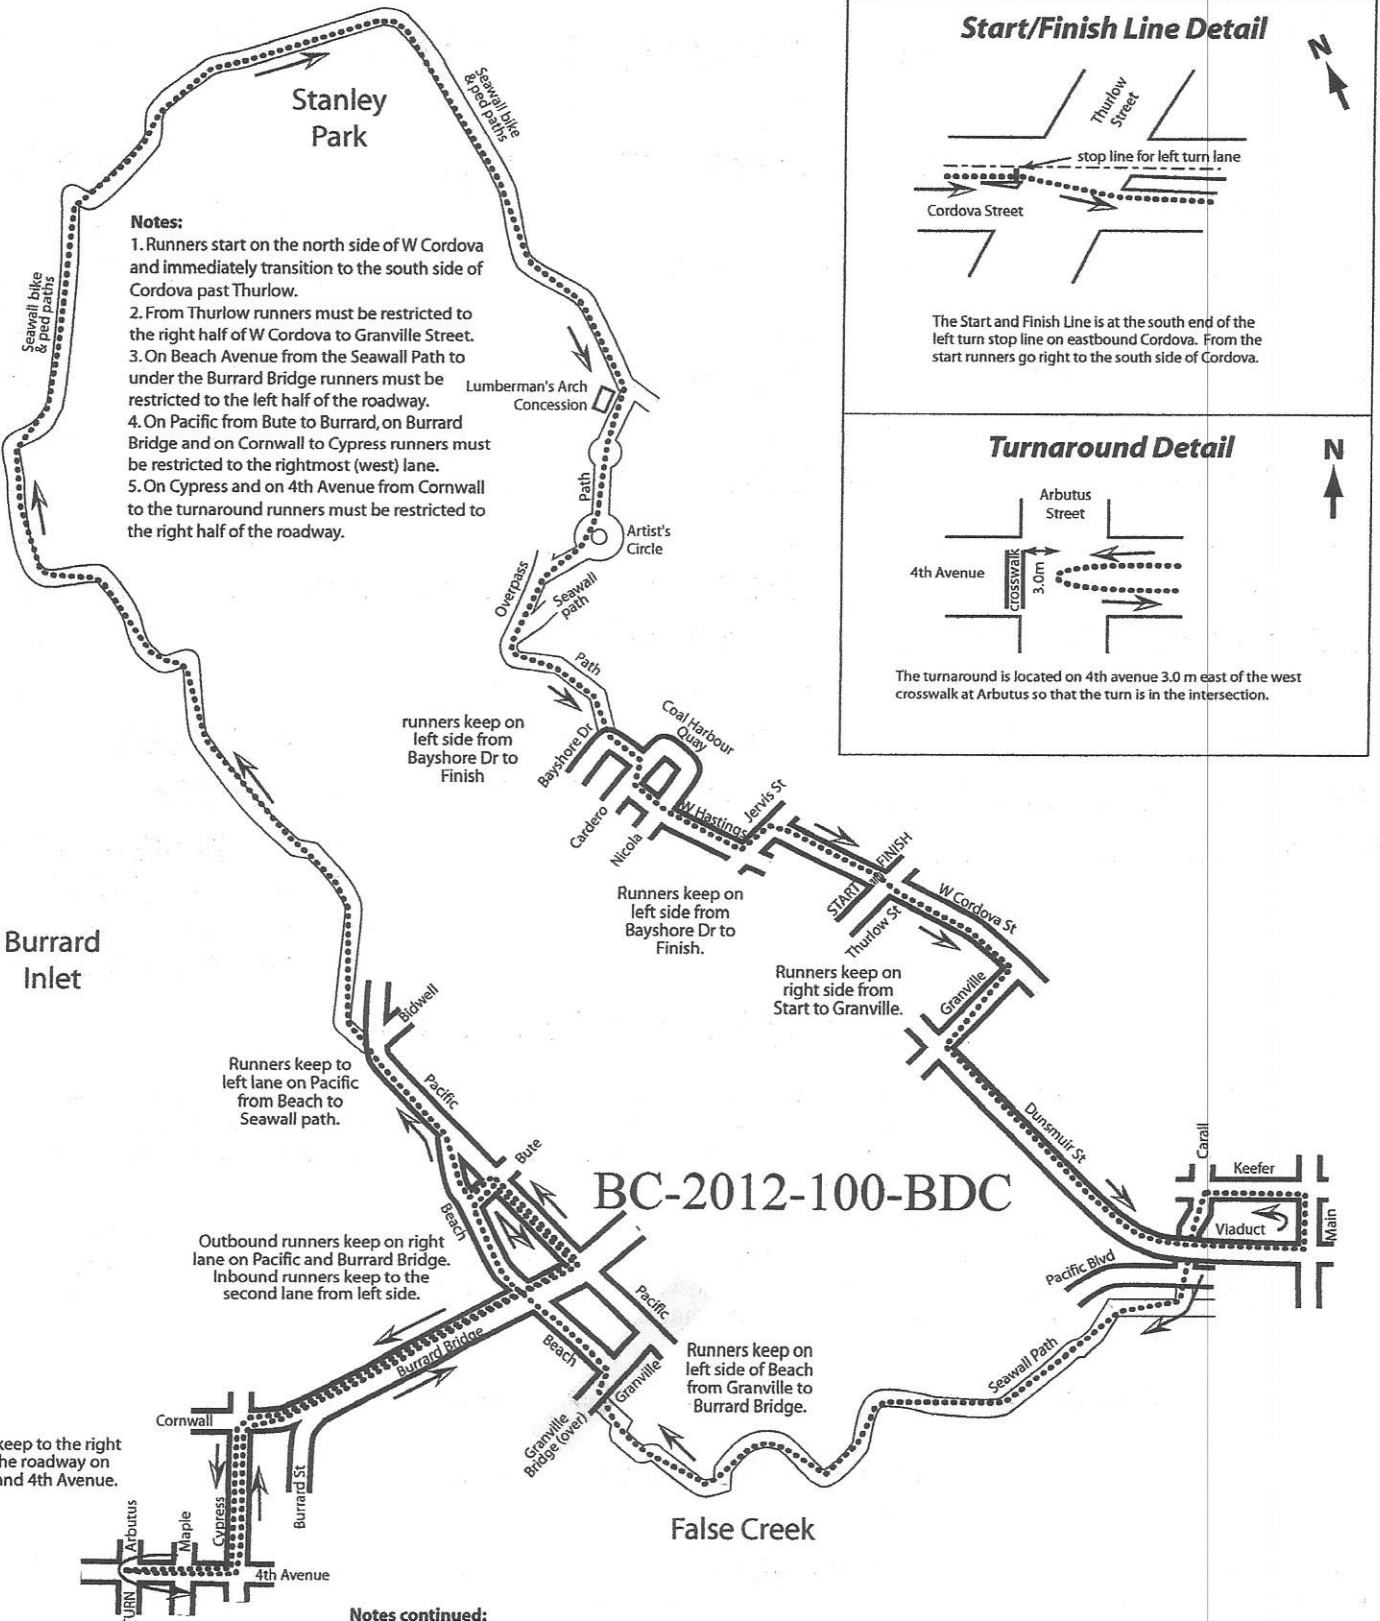 Start/Finish Line Detail
N
Thurlow
Street
stop line for left turn lane
Cordova Street
The Start and Finish Line is at the south end of the
left turn stop line on eastbound Cordova. From the
start runners go right to the south side of Cordova.
Turnaround Detail
N
Arbutus
Street
4th Avenue
crosswalk
3.0m
The turnaround is located on 4th avenue 3.0 m east of the west
crosswalk at Arbutus so that the turn is in the intersection.
Stanley
Park
Seawall bike
& ped paths
Notes:
1. Runners start on the north side of W Cordova
and immediately transition to the south side of
Cordova past Thurlow.
2. From Thurlow runners must be restricted to
the right half of W Cordova to Granville Street.
3. On Beach Avenue from the Seawall Path to
under the Burrard Bridge runners must be
restricted to the left half of the roadway.
4. On Pacific from Bute to Burrard, on Burrard
Bridge and on Cornwall to Cypress runners must
be restricted to the rightmost (west) lane.
5. On Cypress and on 4th Avenue from Cornwall
to the turnaround runners must be restricted to
the right half of the roadway.
Seawall bike
& ped paths
Lumberman's Arch
Concession
Path
Artist's
Circle
Overpass
Seawall
path
Path
runners keep on
left side from
Bayshore Dr to
Finish
Bayshore Dr
Coal Harbour
Quay
Cardero
Nicola
W Hastings
Jervis St
FINISH
START
Thurlow St
W Cordova St
Runners keep on
left side from
Bayshore Dr to
Finish.
Runners keep on
right side from
Start to Granville.
Granville
Burrard
Inlet
Bidwell
Runners keep to
left lane on Pacific
from Beach to
Seawall path.
Pacific
Bute
Dunsmuir St
Carall
Keefer
Viaduct
Main
BC-2012-100-BDC
Beach
Outbound runners keep on right
lane on Pacific and Burrard Bridge.
Inbound runners keep to the
second lane from left side.
Pacific Blvd
Pacific
Burrard Bridge
Beach
Runners keep on
left side of Beach
from Granville to
Burrard Bridge.
Seawall Path
Granville
Granville
Bridge (over)
Cornwall
keep to the right
he roadway on
and 4th Avenue.
Burrard St
Cypress
Maple
Arbutus
4th Avenue
TURN
False Creek
Notes continued: